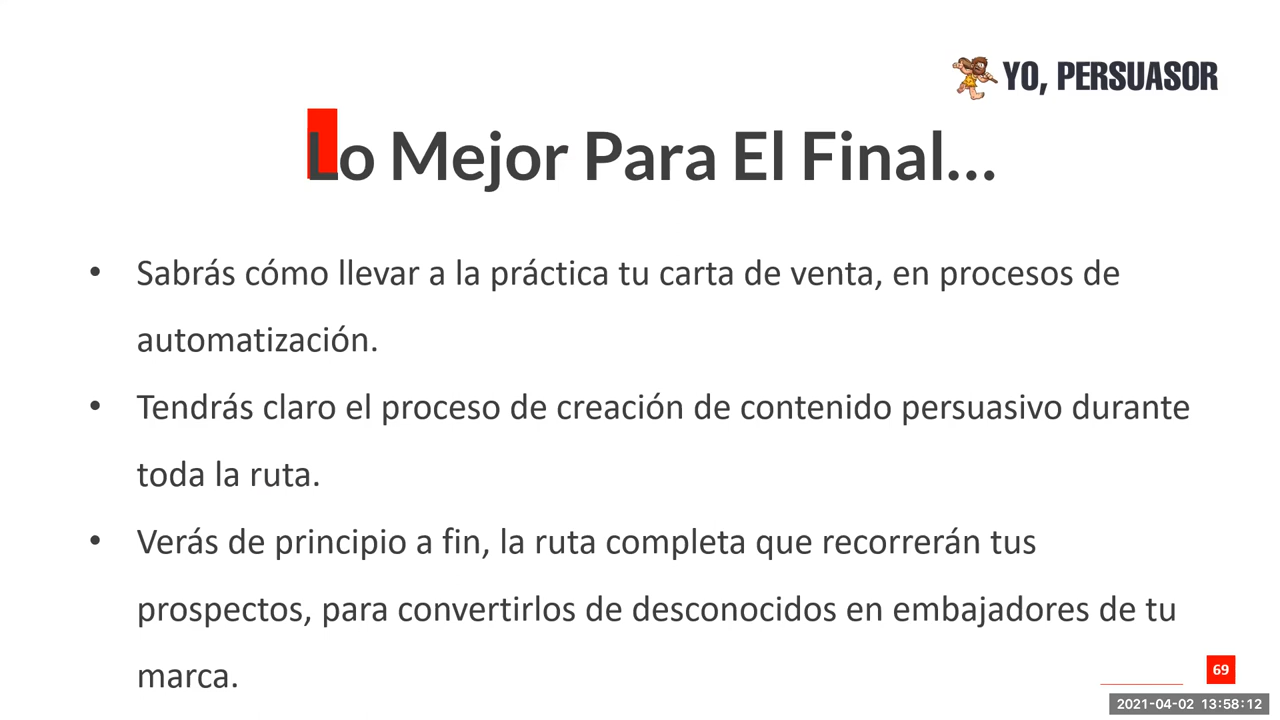 YO, PERSUASOR
Lo Mejor Para El Final...
• Sabrás cómo llevar a la práctica tu carta de venta, en procesos de
automatización.
• Tendrás claro el proceso de creación de contenido persuasivo durante
toda la ruta.
• Verás de principio a fin, la ruta completa que recorrerán tus
prospectos, para convertirlos de desconocidos en embajadores de tu
marca.
69
2021-04-02 13:58:12